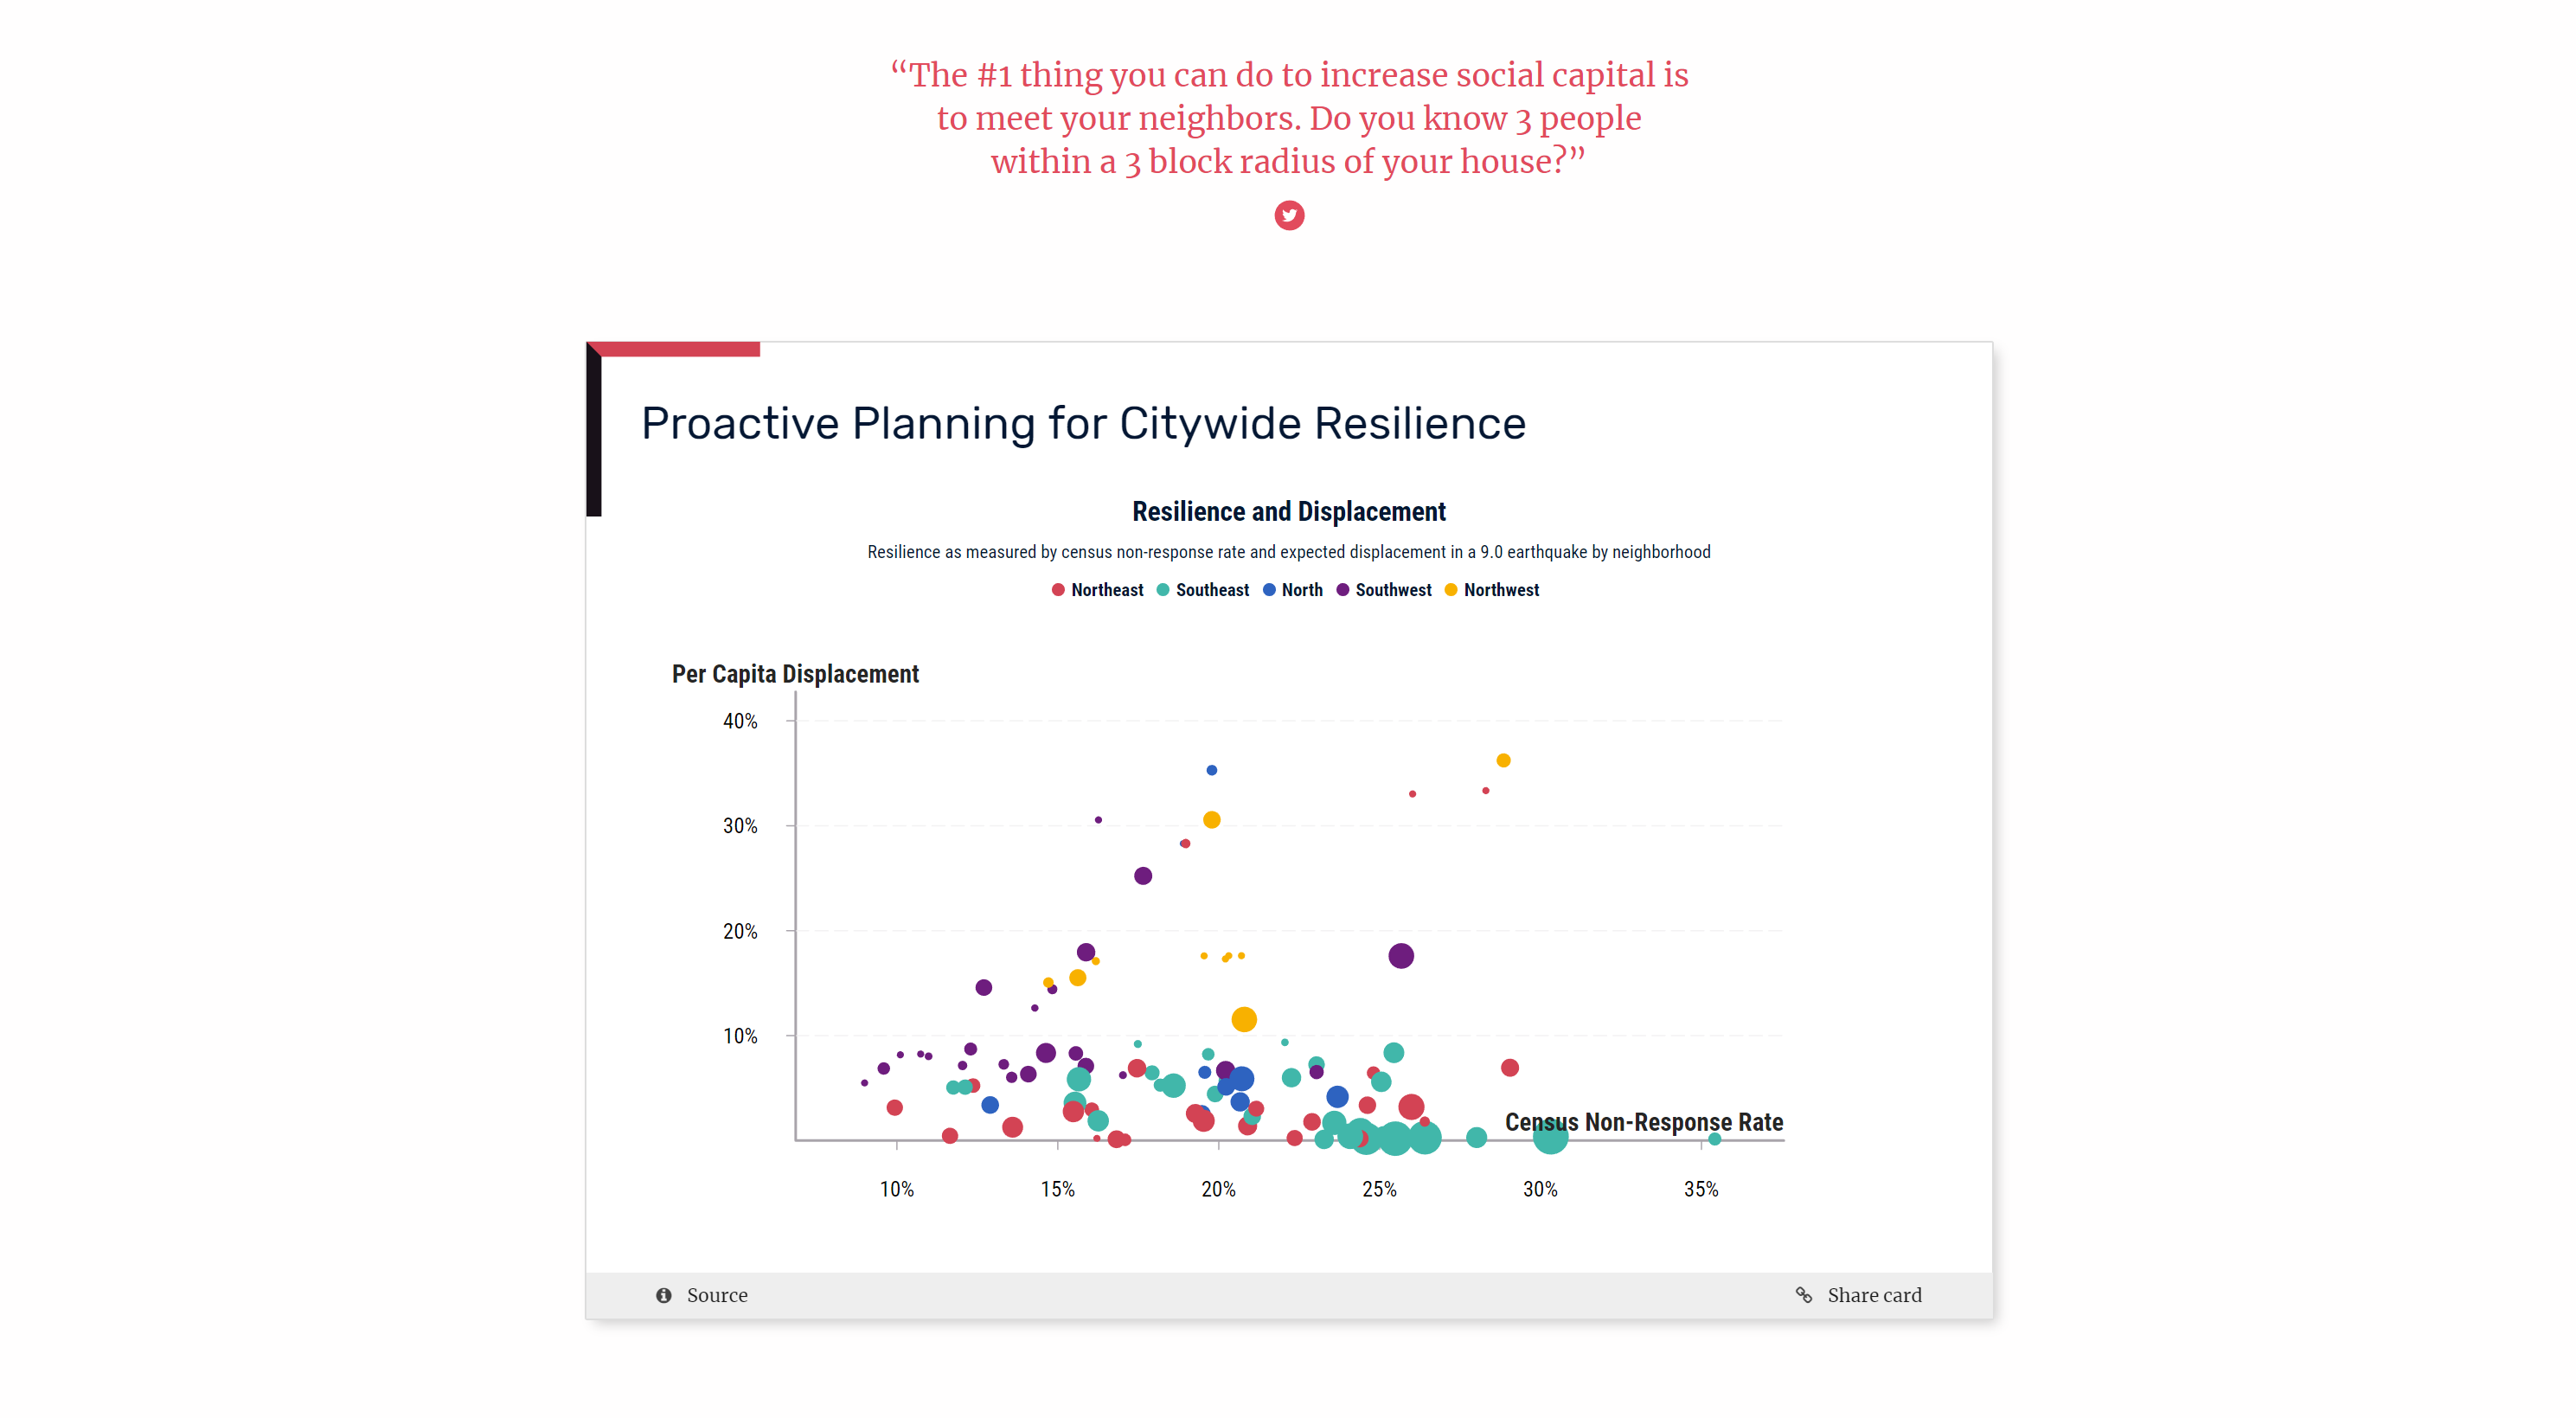 “The #1 thing you can do to increase social capital is
to meet your neighbors. Do you know 3 people
within a 3 block radius of your house?”
Proactive Planning for Citywide Resilience
Resilience and Displacement
Resilience as measured by census non-response rate and expected displacement in a 9.0 earthquake by neighborhood
Northeast Southeast North Southwest Northwest
Per Capita Displacement
40%
30%
20%
10%
Census Non-Response Rate
10% 15% 20% 25% 30% 35%
Source Share card